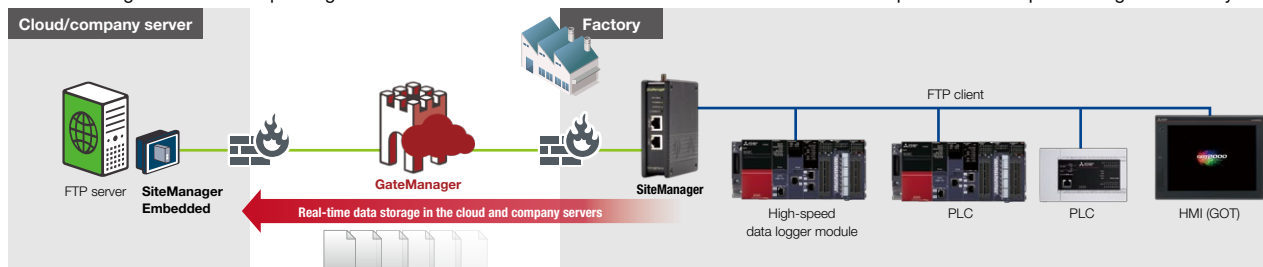 Cloud/company server
Factory
FTP client
FTP server
SiteManager
Embedded
GateManager
SiteManager
Real-time data storage in the cloud and company servers
High-speed
data logger module
PLC
PLC
HMI (GOT)